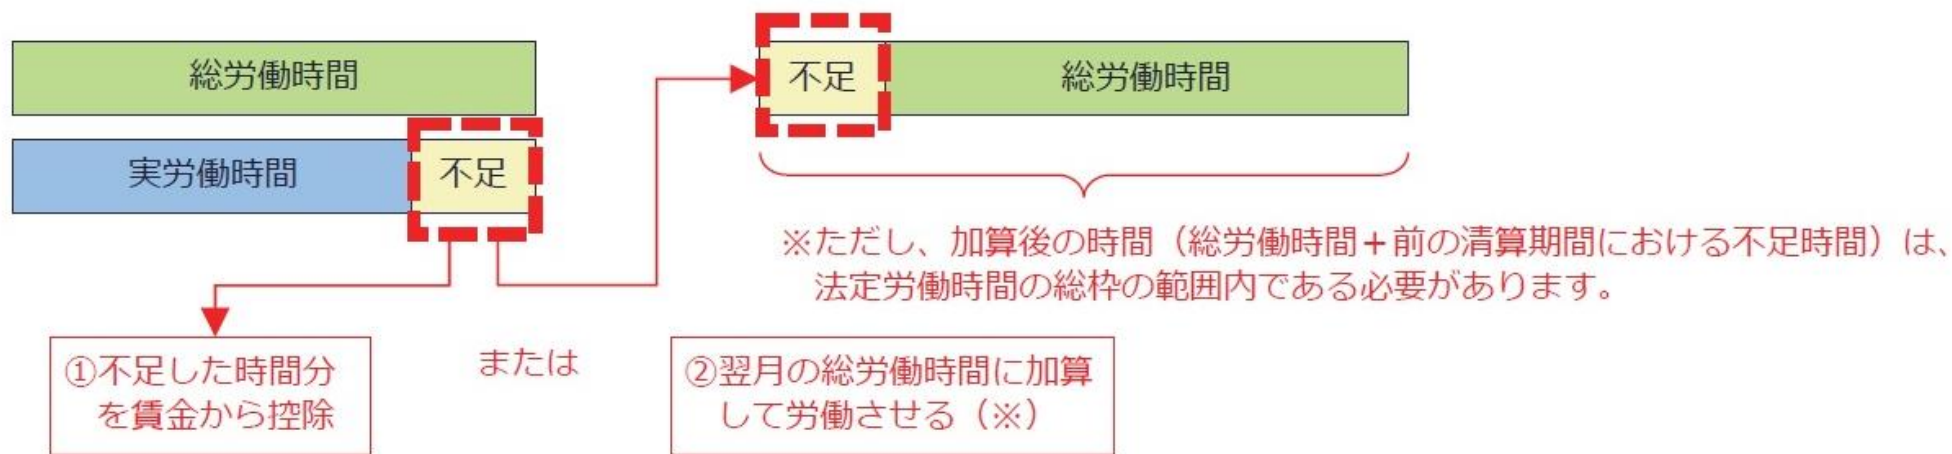 総労働時間
実労働時間
不足
不足
総労働時間
※ただし、加算後の時間（総労働時間＋前の清算期間における不足時間）は、
法定労働時間の総枠の範囲内である必要があります。
①不足した時間分
を賃金から控除
または
②翌月の総労働時間に加算
して労働させる（※）